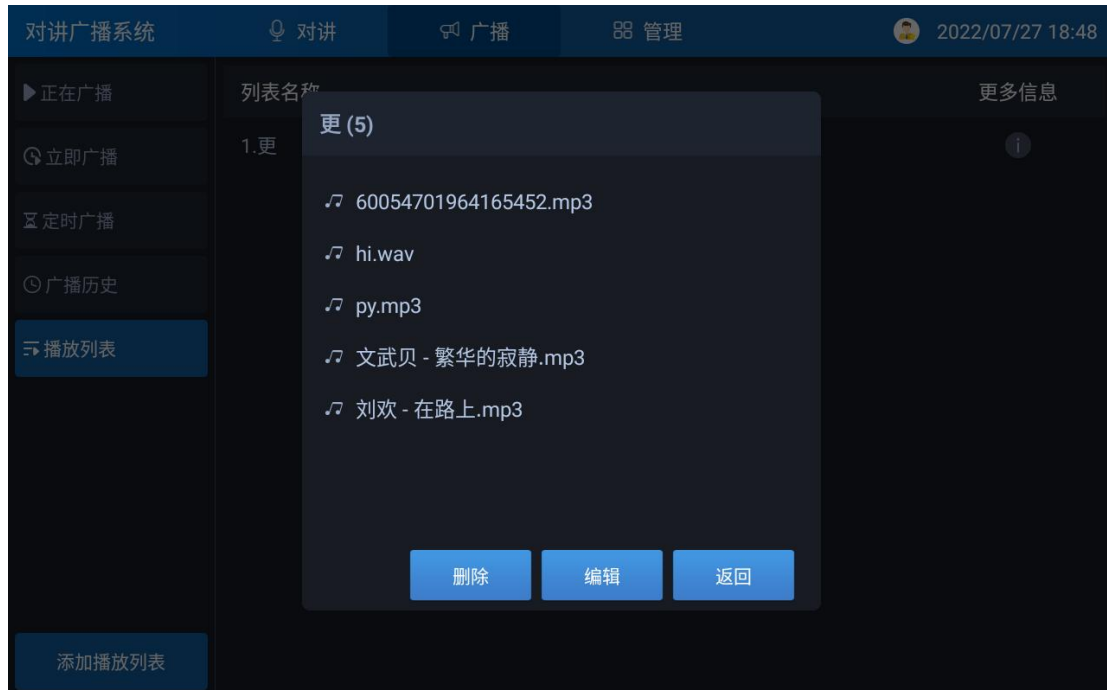 对讲广播系统 对讲 广播 管理 2022/07/27 18:48
正在广播
立即广播
定时广播
广播历史
播放列表
添加播放列表
列表名称 更多信息
1.更
更 (5)
60054701964165452.mp3
hi.wav
py.mp3
文武贝 - 繁华的寂静.mp3
刘欢 - 在路上.mp3
删除 编辑 返回